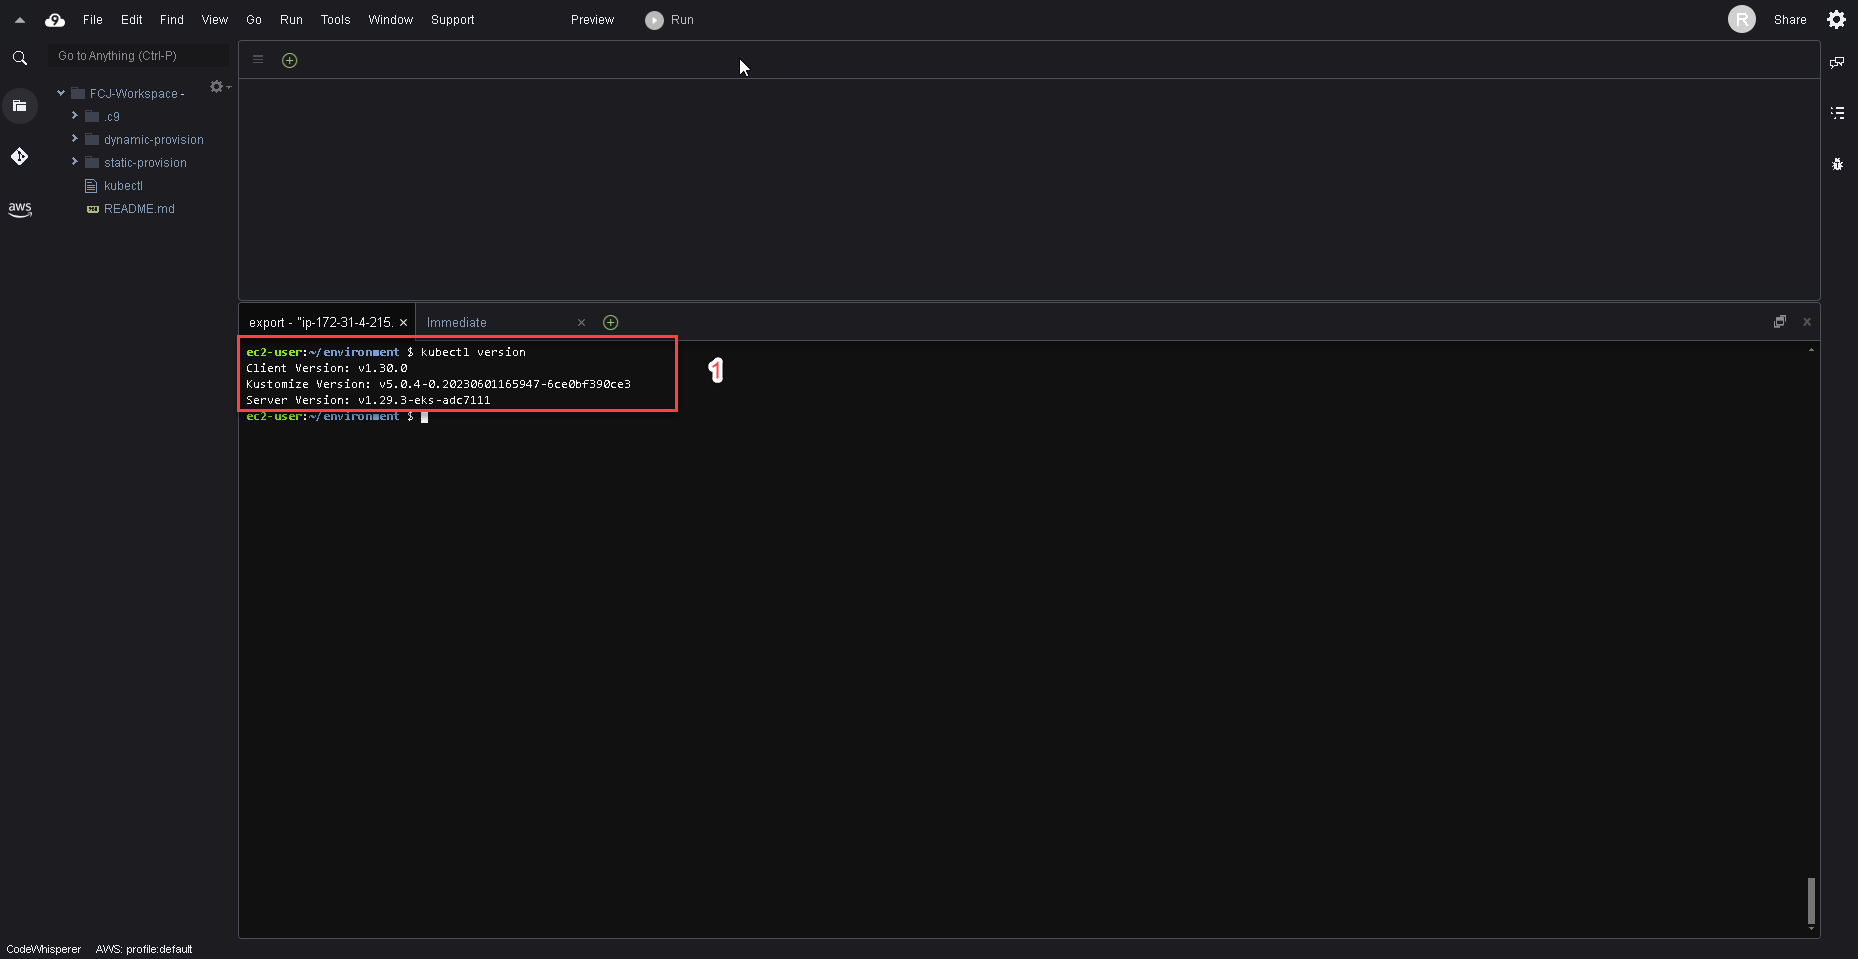 9 File Edit Find View Go Run Tools Window Support Preview Run R Share
Go to Anything (Ctrl-P)
FCJ-Workspace -
.c9
dynamic-provision
static-provision
kubectl
README.md
aws
export - "ip-172-31-4-215. Immediate
ec2-user:~/environment $ kubectl version
Client Version: v1.30.0
Kustomize Version: v5.0.4-0.20230601165947-6ce0bf390ce3
Server Version: v1.29.3-eks-adc7111
ec2-user:~/environment $
1
CodeWhisperer AWS: profile:default